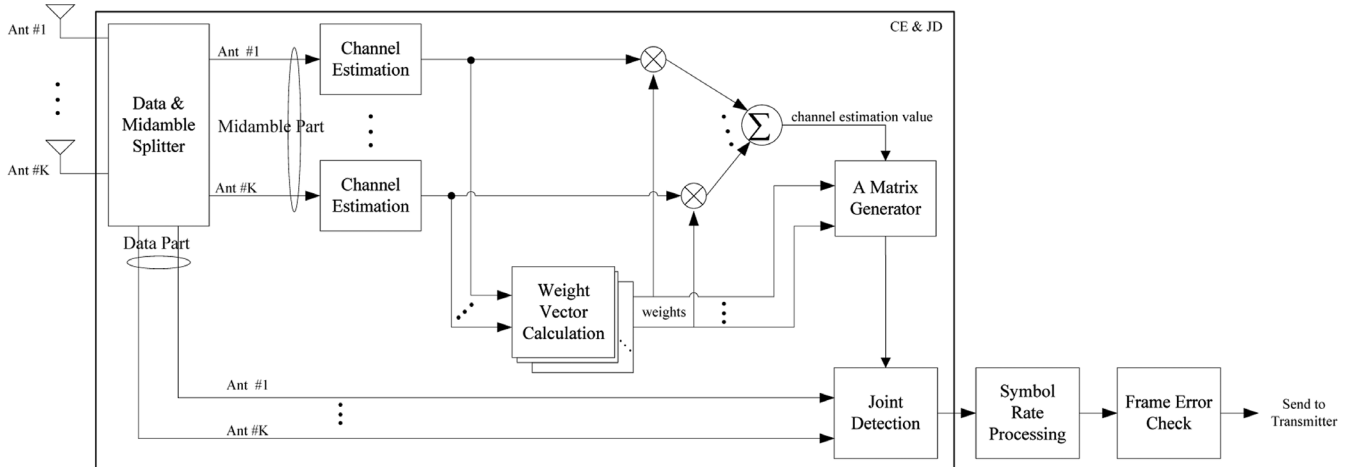 CE & JD
Ant #1
Ant #K
Data &
Midamble
Splitter
Ant #1
Midamble Part
Ant #K
Data Part
Channel
Estimation
Channel
Estimation
Σ
channel estimation value
A Matrix
Generator
Weight
Vector
Calculation
weights
Ant #1
Ant #K
Joint
Detection
Symbol
Rate
Processing
Frame Error
Check
Send to
Transmitter